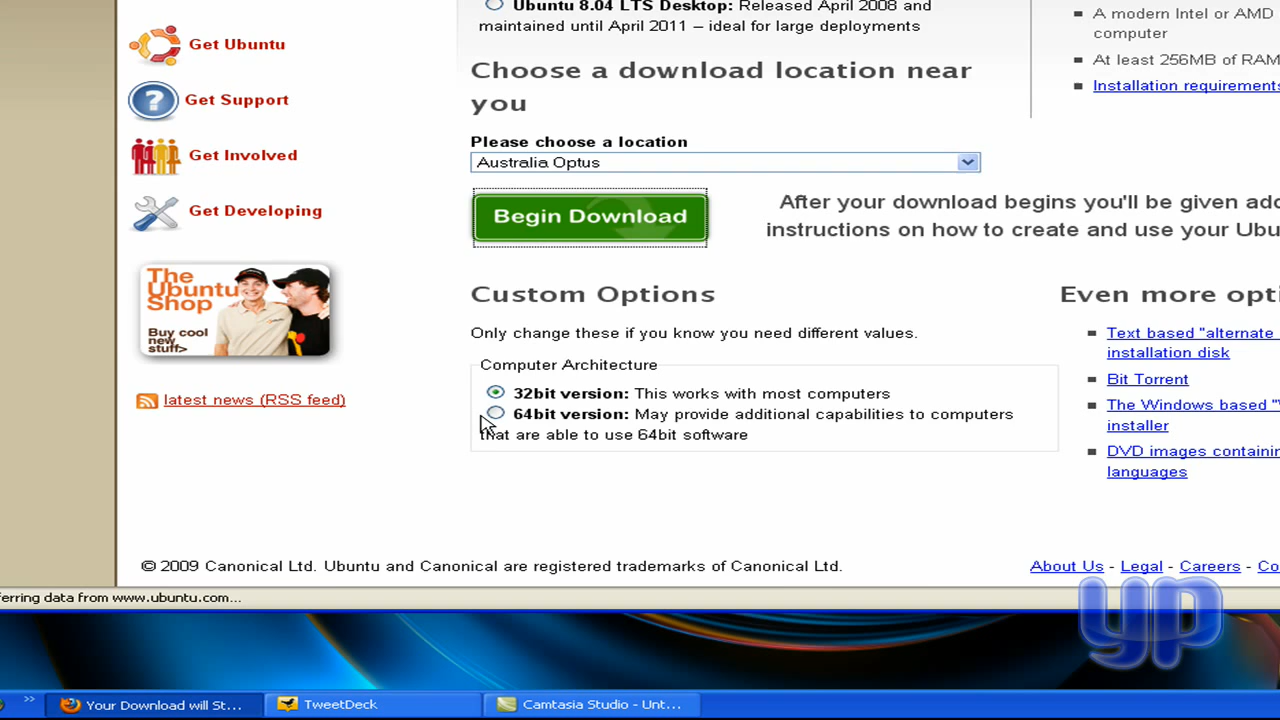 Ubuntu 8.04 LTS Desktop: Released April 2008 and
maintained until April 2011 – ideal for large deployments
Choose a download location near
you
Please choose a location
Australia Optus
Begin Download
After your download begins you'll be given
instructions on how to create and use your
Custom Options
Only change these if you know you need different values.
Computer Architecture
32bit version: This works with most computers
64bit version: May provide additional capabilities to computers
that are able to use 64bit software
Get Ubuntu
Get Support
Get Involved
Get Developing
The
Ubuntu
Shop
Buy cool
new
stuff>
latest news (RSS feed)
A modern Intel or AMD
computer
At least 256MB of RAM
Installation requirements
Even more
Text based "alternate
installation disk
Bit Torrent
The Windows based
installer
DVD images
languages
© 2009 Canonical Ltd. Ubuntu and Canonical are registered trademarks of Canonical Ltd.
About Us - Legal - Careers -
data from www.ubuntu.com...
yp
Your Download will St...
TweetDeck
Camtasia Studio - Unt...